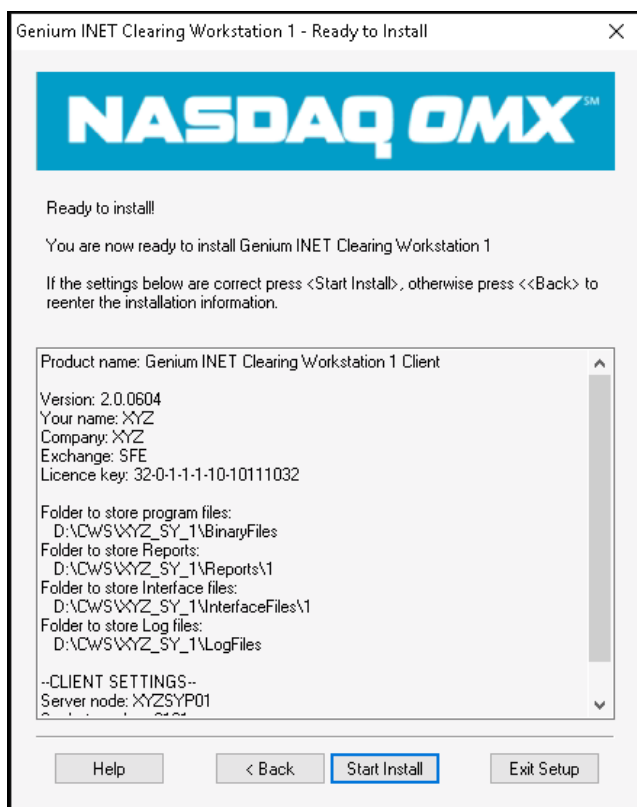 Genium INET Clearing Workstation 1 - Ready to Install
NASDAQ OMX SM
Ready to install!
You are now ready to install Genium INET Clearing Workstation 1
If the settings below are correct press <Start Install>, otherwise press <<Back> to
reenter the installation information.
Product name: Genium INET Clearing Workstation 1 Client
Version: 2.0.0604
Your name: XYZ
Company: XYZ
Exchange: SFE
Licence key: 32-0-1-1-1-10-10111032
Folder to store program files:
D:\CWS\XYZ_SY_1\BinaryFiles
Folder to store Reports:
D:\CWS\XYZ_SY_1\Reports\1
Folder to store Interface files:
D:\CWS\XYZ_SY_1\InterfaceFiles\1
Folder to store Log files:
D:\CWS\XYZ_SY_1\LogFiles
--CLIENT SETTINGS--
Server node: XYZSYP01
Help
< Back
Start Install
Exit Setup